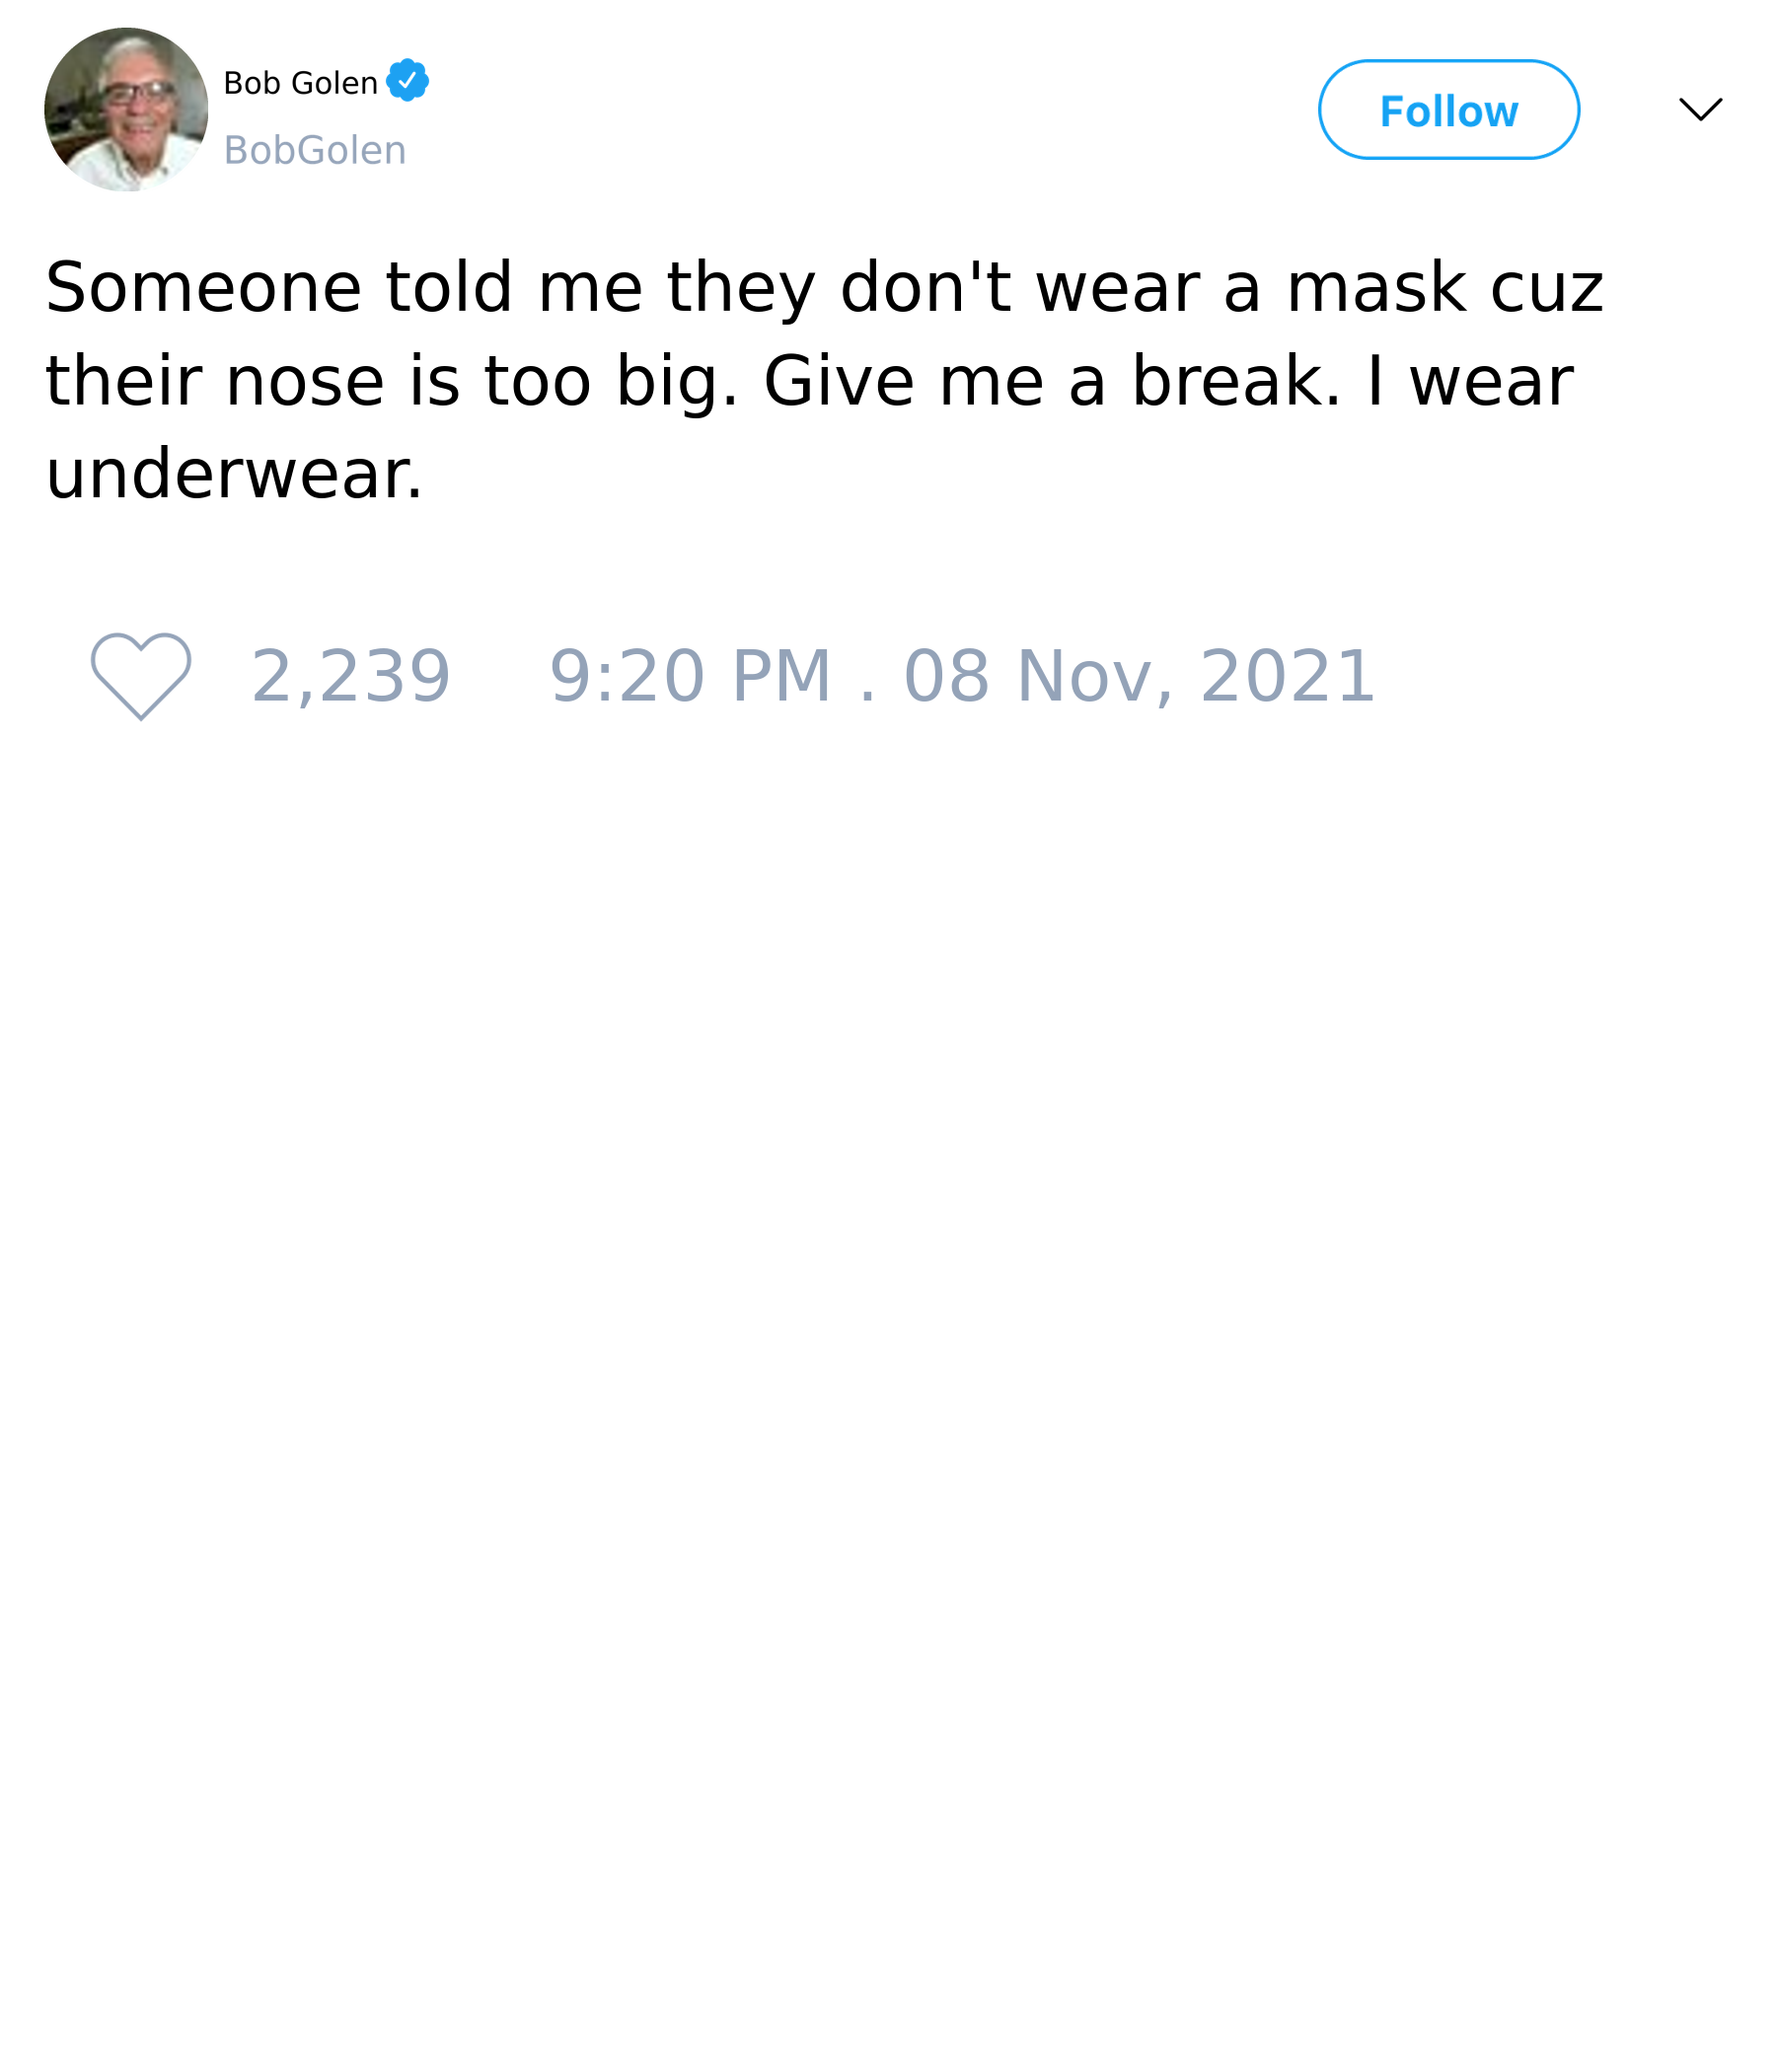 Bob Golen
BobGolen
Follow
Someone told me they don't wear a mask cuz
their nose is too big. Give me a break. I wear
underwear.
2,239 9:20 PM . 08 Nov, 2021